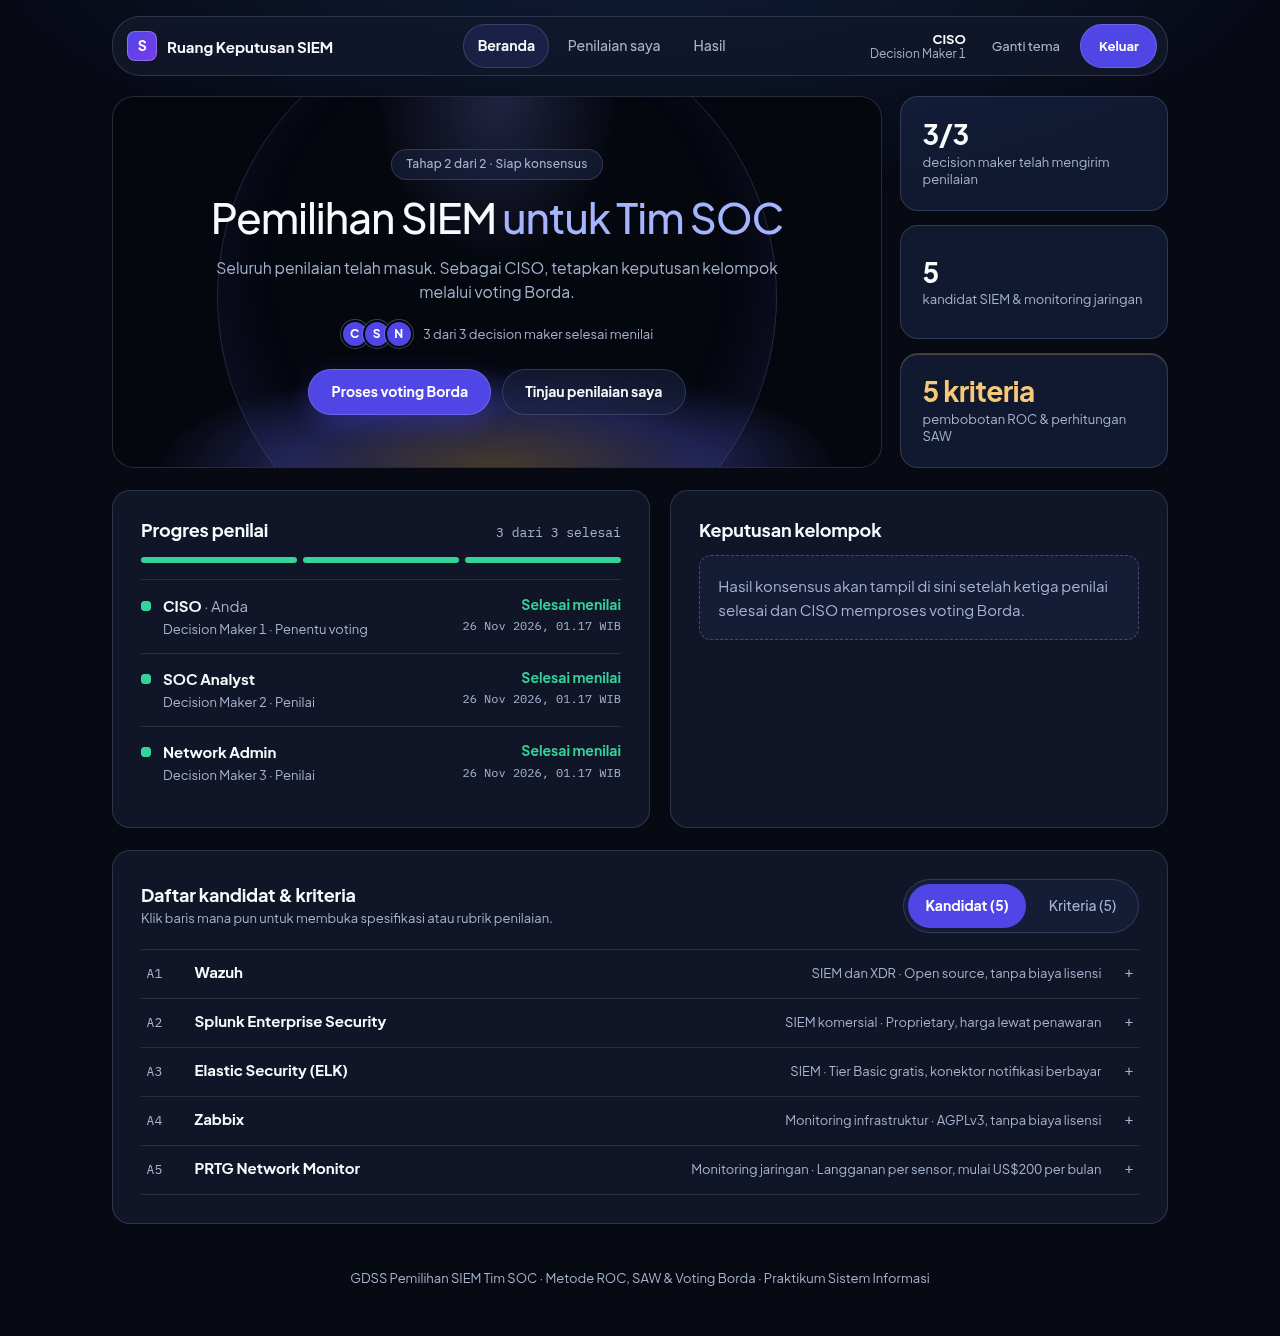 S
Ruang Keputusan SIEM
Beranda
Penilaian saya
Hasil
CISO
Decision Maker 1
Ganti tema
Keluar
Tahap 2 dari 2 · Siap konsensus
Pemilihan SIEM untuk Tim SOC
Seluruh penilaian telah masuk. Sebagai CISO, tetapkan keputusan kelompok
melalui voting Borda.
C S N
3 dari 3 decision maker selesai menilai
Proses voting Borda
Tinjau penilaian saya
3/3
decision maker telah mengirim
penilaian
5
kandidat SIEM & monitoring jaringan
5 kriteria
pembobotan ROC & perhitungan
SAW
Progres penilai
3 dari 3 selesai
CISO · Anda
Selesai menilai
Decision Maker 1 · Penentu voting
26 Nov 2026, 01.17 WIB
SOC Analyst
Selesai menilai
Decision Maker 2 · Penilai
26 Nov 2026, 01.17 WIB
Network Admin
Selesai menilai
Decision Maker 3 · Penilai
26 Nov 2026, 01.17 WIB
Keputusan kelompok
Hasil konsensus akan tampil di sini setelah ketiga penilai
selesai dan CISO memproses voting Borda.
Daftar kandidat & kriteria
Klik baris mana pun untuk membuka spesifikasi atau rubrik penilaian.
Kandidat (5)
Kriteria (5)
A1 Wazuh SIEM dan XDR · Open source, tanpa biaya lisensi +
A2 Splunk Enterprise Security SIEM komersial · Proprietary, harga lewat penawaran +
A3 Elastic Security (ELK) SIEM · Tier Basic gratis, konektor notifikasi berbayar +
A4 Zabbix Monitoring infrastruktur · AGPLv3, tanpa biaya lisensi +
A5 PRTG Network Monitor Monitoring jaringan · Langganan per sensor, mulai US$200 per bulan +
GDSS Pemilihan SIEM Tim SOC · Metode ROC, SAW & Voting Borda · Praktikum Sistem Informasi